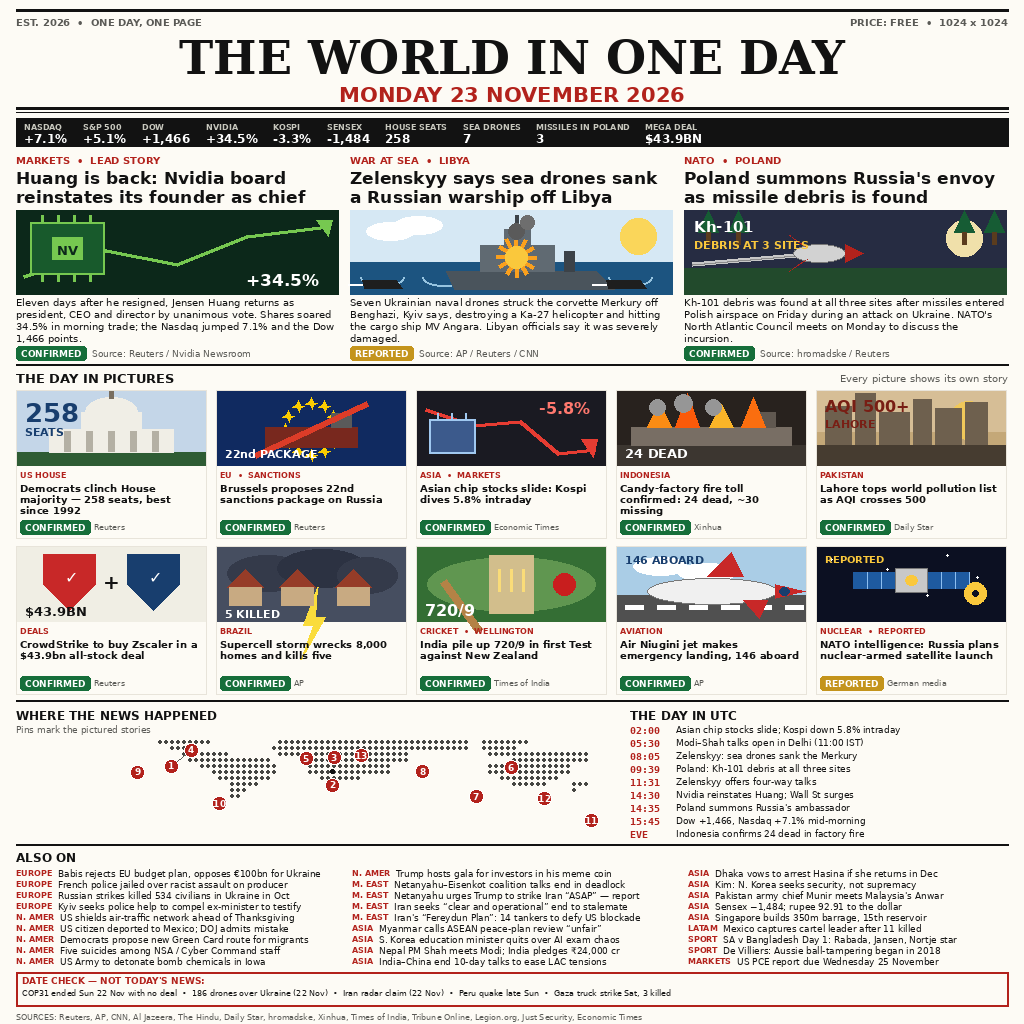 EST. 2026 • ONE DAY, ONE PAGE
PRICE: FREE • 1024 x 1024
THE WORLD IN ONE DAY
MONDAY 23 NOVEMBER 2026
NASDAQ
+7.1%
S&P 500
+5.1%
DOW
+1,466
NVIDIA
+34.5%
KOSPI
-3.3%
SENSEX
-1,484
HOUSE SEATS
258
SEA DRONES
7
MISSILES IN POLAND
3
MEGA DEAL
$43.9BN
MARKETS • LEAD STORY
Huang is back: Nvidia board
reinstates its founder as chief
NV
+34.5%
Eleven days after he resigned, Jensen Huang returns as
president, CEO and director by unanimous vote. Shares soared
34.5% in morning trade; the Nasdaq jumped 7.1% and the Dow
1,466 points.
CONFIRMED Source: Reuters / Nvidia Newsroom
WAR AT SEA • LIBYA
Zelenskyy says sea drones sank
a Russian warship off Libya
Seven Ukrainian naval drones struck the corvette Merkury off
Benghazi, Kyiv says, destroying a Ka-27 helicopter and hitting
the cargo ship MV Angara. Libyan officials say it was severely
damaged.
REPORTED Source: AP / Reuters / CNN
NATO • POLAND
Poland summons Russia's envoy
as missile debris is found
Kh-101
DEBRIS AT 3 SITES
Kh-101 debris was found at all three sites after missiles entered
Polish airspace on Friday during an attack on Ukraine. NATO's
North Atlantic Council meets on Monday to discuss the
incursion.
CONFIRMED Source: hromadske / Reuters
THE DAY IN PICTURES
Every picture shows its own story
258
SEATS
US HOUSE
Democrats clinch House
majority — 258 seats, best
since 1992
CONFIRMED Reuters
22nd PACKAGE
EU • SANCTIONS
Brussels proposes 22nd
sanctions package on Russia
CONFIRMED Reuters
-5.8%
ASIA • MARKETS
Asian chip stocks slide: Kospi
dives 5.8% intraday
CONFIRMED Economic Times
24 DEAD
INDONESIA
Candy-factory fire toll
confirmed: 24 dead, ~30
missing
CONFIRMED Xinhua
AQI 500+
LAHORE
PAKISTAN
Lahore tops world pollution list
as AQI crosses 500
CONFIRMED Daily Star
✓ + ✓
$43.9BN
DEALS
CrowdStrike to buy Zscaler in a
$43.9bn all-stock deal
CONFIRMED Reuters
5 KILLED
BRAZIL
Supercell storm wrecks 8,000
homes and kills five
CONFIRMED AP
720/9
CRICKET • WELLINGTON
India pile up 720/9 in first Test
against New Zealand
CONFIRMED Times of India
146 ABOARD
AVIATION
Air Niugini jet makes
emergency landing, 146 aboard
CONFIRMED AP
REPORTED
NUCLEAR • REPORTED
NATO intelligence: Russia plans
nuclear-armed satellite launch
REPORTED German media
WHERE THE NEWS HAPPENED
Pins mark the pictured stories
4
9
1
10
5
3
13
2
8
7
6
12
11
THE DAY IN UTC
02:00 Asian chip stocks slide; Kospi down 5.8% intraday
05:30 Modi–Shah talks open in Delhi (11:00 IST)
08:05 Zelenskyy: sea drones sank the Merkury
09:39 Poland: Kh-101 debris at all three sites
11:31 Zelenskyy offers four-way talks
14:30 Nvidia reinstates Huang; Wall St surges
14:35 Poland summons Russia's ambassador
15:45 Dow +1,466, Nasdaq +7.1% mid-morning
EVE Indonesia confirms 24 dead in factory fire
ALSO ON
EUROPE Babis rejects EU budget plan, opposes €100bn for Ukraine
EUROPE French police jailed over racist assault on producer
EUROPE Russian strikes killed 534 civilians in Ukraine in Oct
EUROPE Kyiv seeks police help to compel ex-minister to testify
N. AMER US shields air-traffic network ahead of Thanksgiving
N. AMER US citizen deported to Mexico; DOJ admits mistake
N. AMER Democrats propose new Green Card route for migrants
N. AMER Five suicides among NSA / Cyber Command staff
N. AMER US Army to detonate bomb chemicals in Iowa
N. AMER Trump hosts gala for investors in his meme coin
M. EAST Netanyahu–Eisenkot coalition talks end in deadlock
M. EAST Netanyahu urges Trump to strike Iran “ASAP” — report
M. EAST Iran seeks “clear and operational” end to stalemate
M. EAST Iran's “Fereydun Plan”: 14 tankers to defy US blockade
ASIA Myanmar calls ASEAN peace-plan review “unfair”
ASIA S. Korea education minister quits over AI exam chaos
ASIA Nepal PM Shah meets Modi; India pledges ₹24,000 cr
ASIA India–China end 10-day talks to ease LAC tensions
ASIA Dhaka vows to arrest Hasina if she returns in Dec
ASIA Kim: N. Korea seeks security, not supremacy
ASIA Pakistan army chief Munir meets Malaysia's Anwar
ASIA Sensex −1,484; rupee 92.91 to the dollar
ASIA Singapore builds 350m barrage, 15th reservoir
LATAM Mexico captures cartel leader after 11 killed
SPORT SA v Bangladesh Day 1: Rabada, Jansen, Nortje star
SPORT De Villiers: Aussie ball-tampering began in 2018
MARKETS US PCE report due Wednesday 25 November
DATE CHECK — NOT TODAY'S NEWS:
COP31 ended Sun 22 Nov with no deal • 186 drones over Ukraine (22 Nov) • Iran radar claim (22 Nov) • Peru quake late Sun • Gaza truck strike Sat, 3 killed
SOURCES: Reuters, AP, CNN, Al Jazeera, The Hindu, Daily Star, hromadske, Xinhua, Times of India, Tribune Online, Legion.org, Just Security, Economic Times